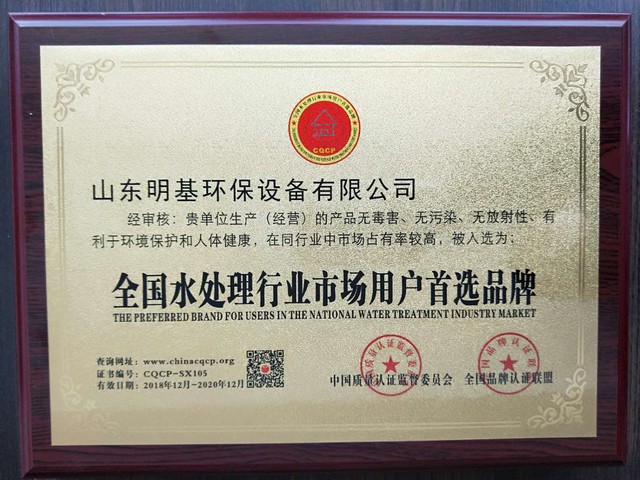 CQCP
山东明基环保设备有限公司
经审核：贵单位生产（经营）的产品无毒害、无污染、无放射性、有
利于环境保护和人体健康，在同行业中市场占有率较高，被入选为：
全国水处理行业市场用户首选品牌
THE PREFERRED BRAND FOR USERS IN THE NATIONAL WATER TREATMENT INDUSTRY MARKET
查询网址：www.chinacqcp.org
证书编号：CQCP-SX105
有效日期：2018年12月-2020年12月
中国质量认证监督委员会 全国品牌认证联盟